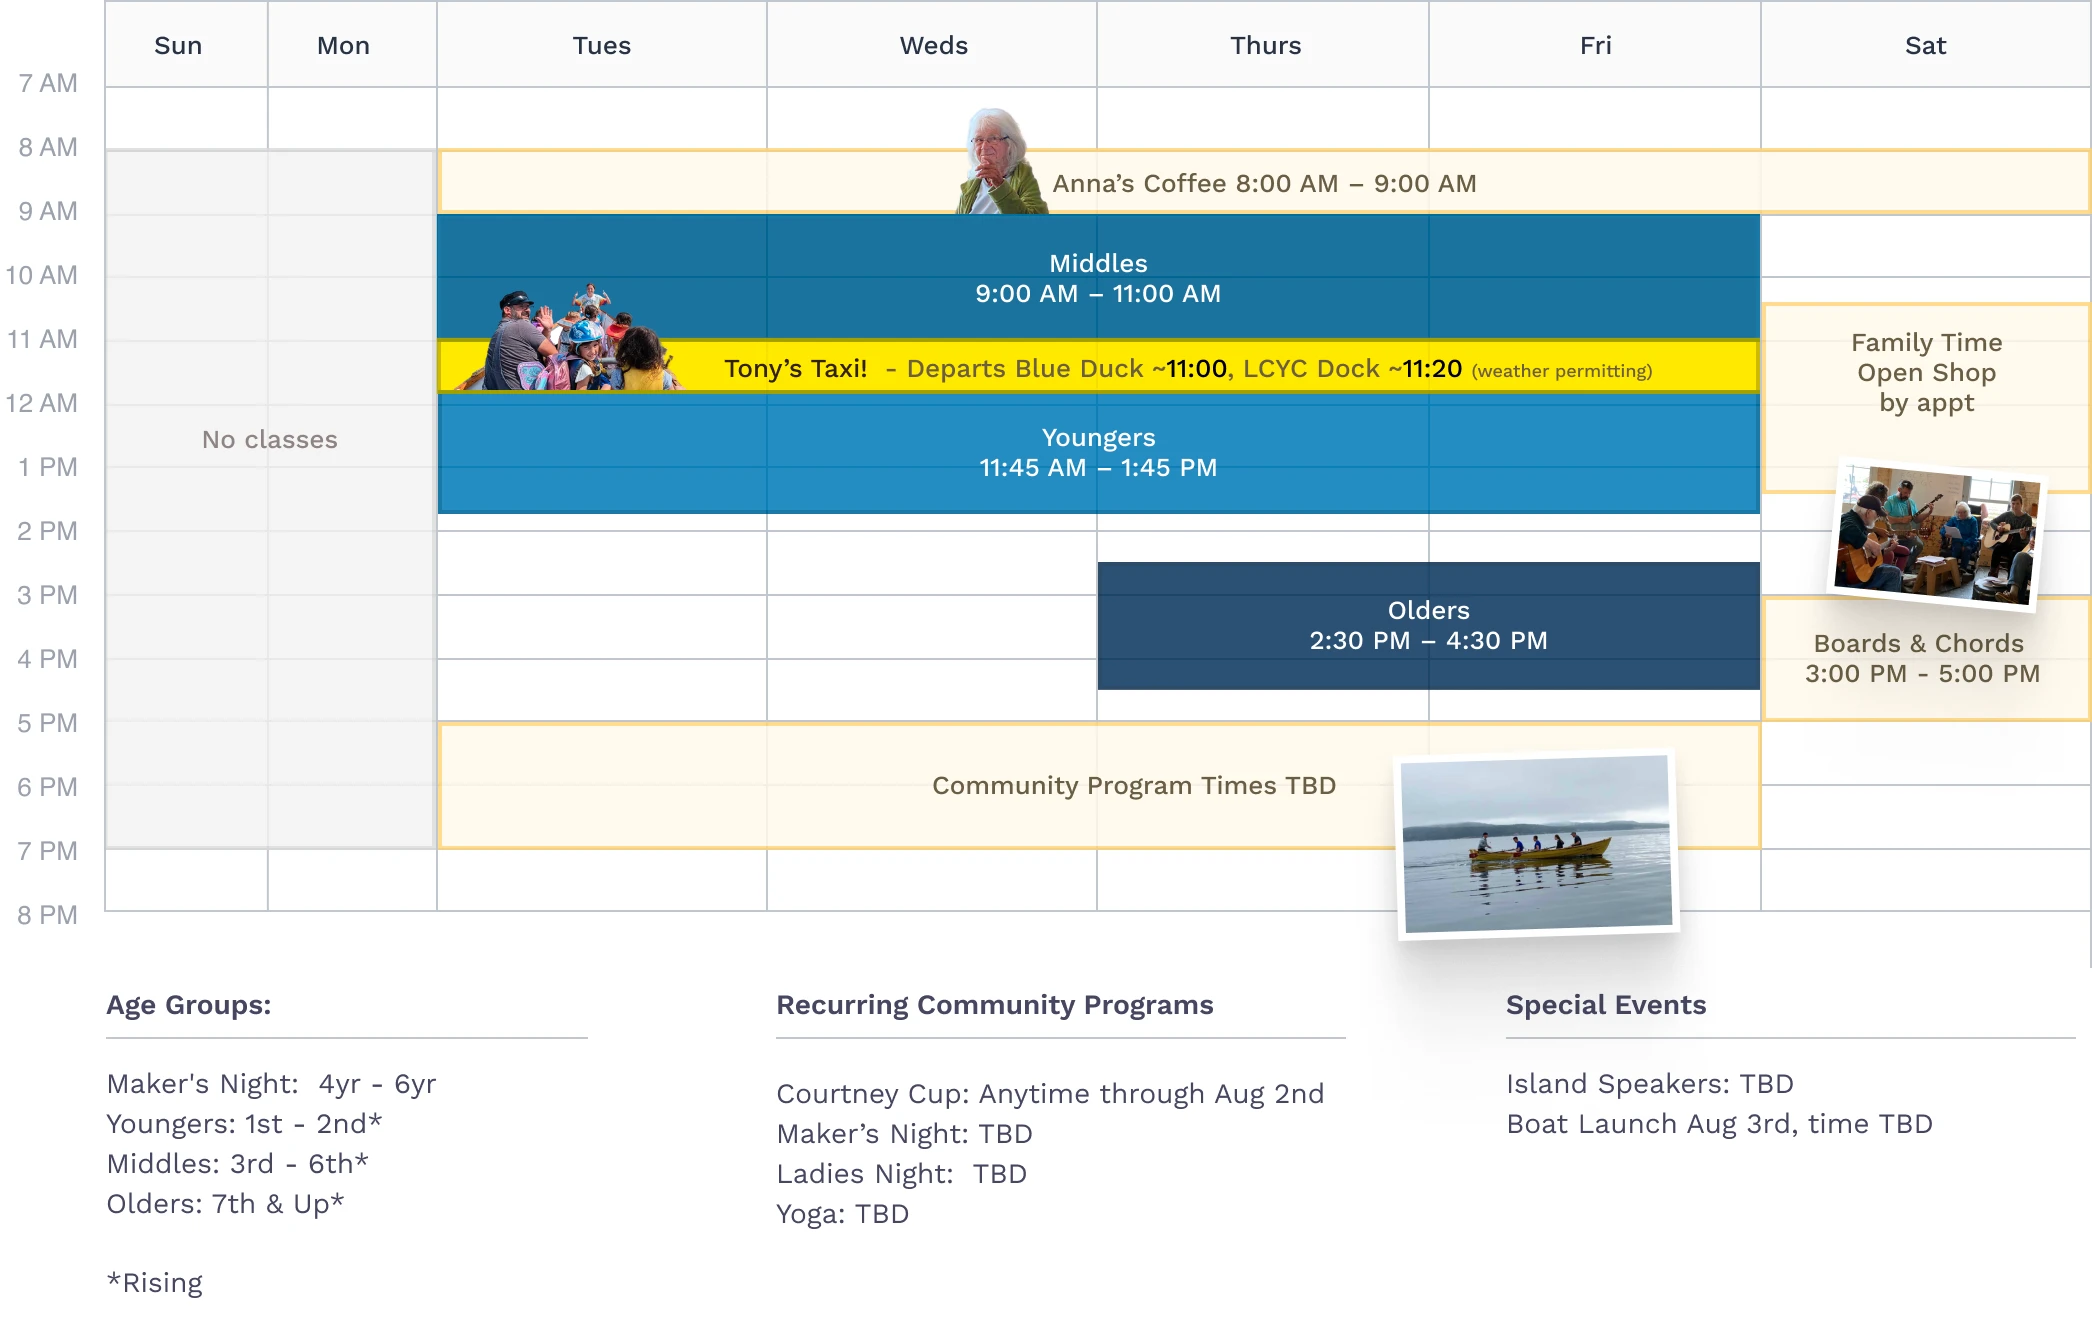 Sun Mon Tues Weds Thurs Fri Sat
7 AM
8 AM
Anna’s Coffee 8:00 AM – 9:00 AM
9 AM
Middles
10 AM
9:00 AM – 11:00 AM
11 AM
Family Time
Open Shop
by appt
Tony’s Taxi! - Departs Blue Duck ~11:00, LCYC Dock ~11:20 (weather permitting)
12 AM
No classes
Youngers
11:45 AM – 1:45 PM
1 PM
2 PM
3 PM
Olders
2:30 PM – 4:30 PM
Boards & Chords
3:00 PM - 5:00 PM
4 PM
5 PM
Community Program Times TBD
6 PM
7 PM
8 PM
Age Groups:
Maker's Night: 4yr - 6yr
Youngers: 1st - 2nd*
Middles: 3rd - 6th*
Olders: 7th & Up*
*Rising
Recurring Community Programs
Courtney Cup: Anytime through Aug 2nd
Maker’s Night: TBD
Ladies Night: TBD
Yoga: TBD
Special Events
Island Speakers: TBD
Boat Launch Aug 3rd, time TBD